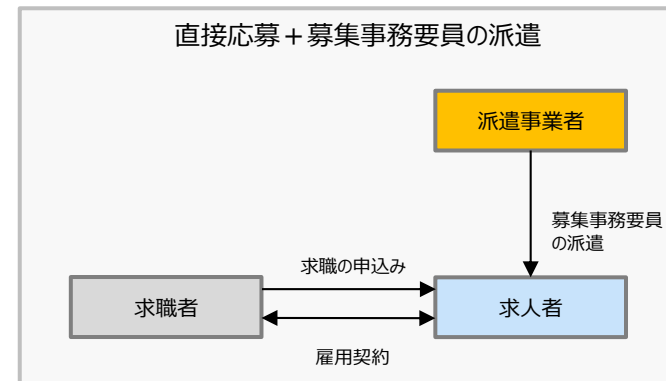 直接応募＋募集事務要員の派遣
派遣事業者
募集事務要員
の派遣
求職の申込み
求職者
求人者
雇用契約